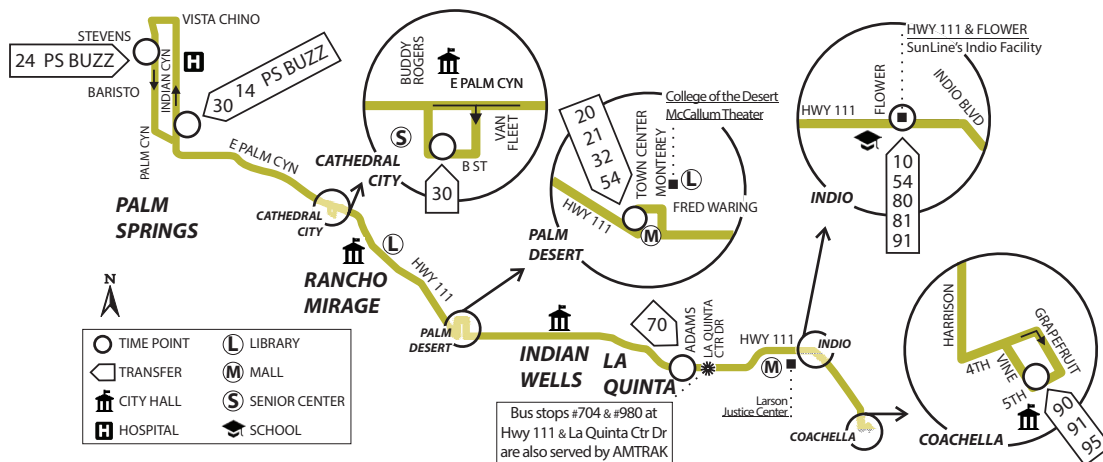 VISTA CHINO
STEVENS
24 PS BUZZ
BARISTO
INDIAN CYN
H
14 PS BUZZ
30
PALM CYN
E PALM CYN
PALM
SPRINGS
CATHEDRAL
CITY
BUDDY
ROGERS
E PALM CYN
VAN
FLEET
S
B ST
30
CATHEDRAL
CITY
L
RANCHO
MIRAGE
HWY 111
PALM
DESERT
20
21
32
54
College of the Desert
McCallum Theater
TOWN CENTER
MONTEREY
L
FRED WARING
HWY 111
M
PALM
DESERT
INDIAN
WELLS
LA
QUINTA
70
ADAMS
LA QUINTA
CTR DR
HWY 111
M
Larson
Justice Center
Bus stops #704 & #980 at
Hwy 111 & La Quinta Ctr Dr
are also served by AMTRAK
INDIO
COACHELLA
HWY 111 & FLOWER
SunLine's Indio Facility
FLOWER
HWY 111
INDIO BLVD
INDIO
10
54
80
81
91
HARRISON
GRAPEFRUIT
4TH
VINE
5TH
90
91
95
COACHELLA
N
TIME POINT
TRANSFER
CITY HALL
H HOSPITAL
L LIBRARY
M MALL
S SENIOR CENTER
SCHOOL